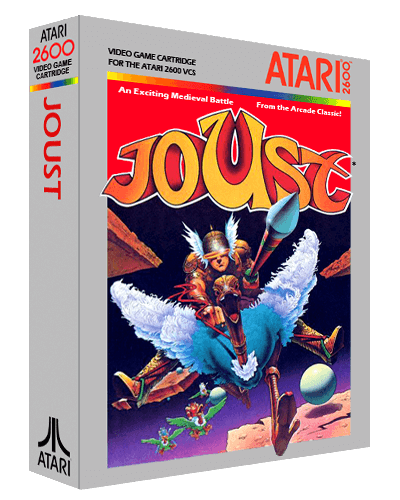 ATARI
2600
VIDEO GAME
CARTRIDGE
JOUST
ATARI
VIDEO GAME CARTRIDGE
FOR THE ATARI 2600 VCS
ATARI 2600
An Exciting Medieval Battle
From the Arcade Classic!
JOUST*